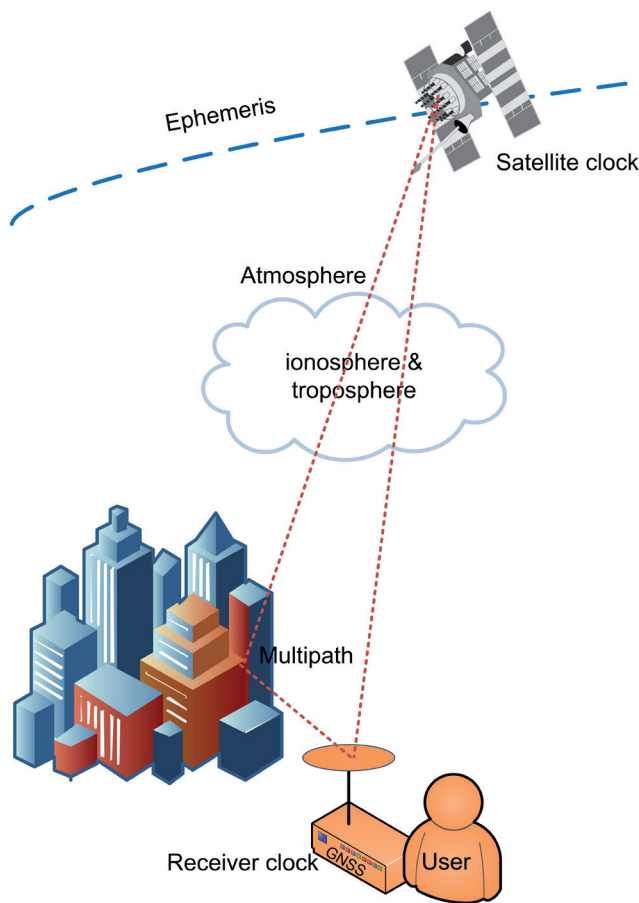 Ephemeris
Satellite clock
Atmosphere
ionosphere &
troposphere
Multipath
Receiver clock
GNSS
User